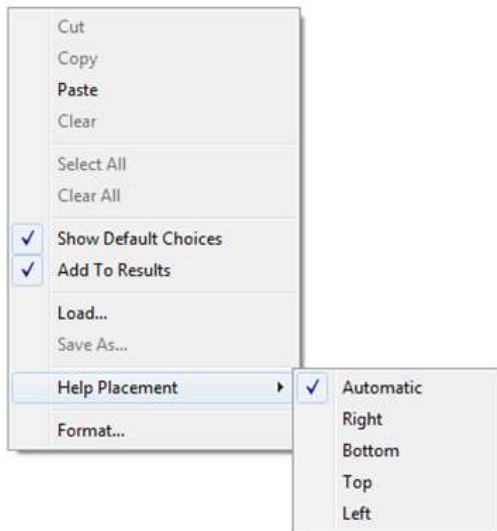 Cut
Copy
Paste
Clear
Select All
Clear All
Show Default Choices
Add To Results
Load...
Save As...
Help Placement
Format...
Automatic
Right
Bottom
Top
Left